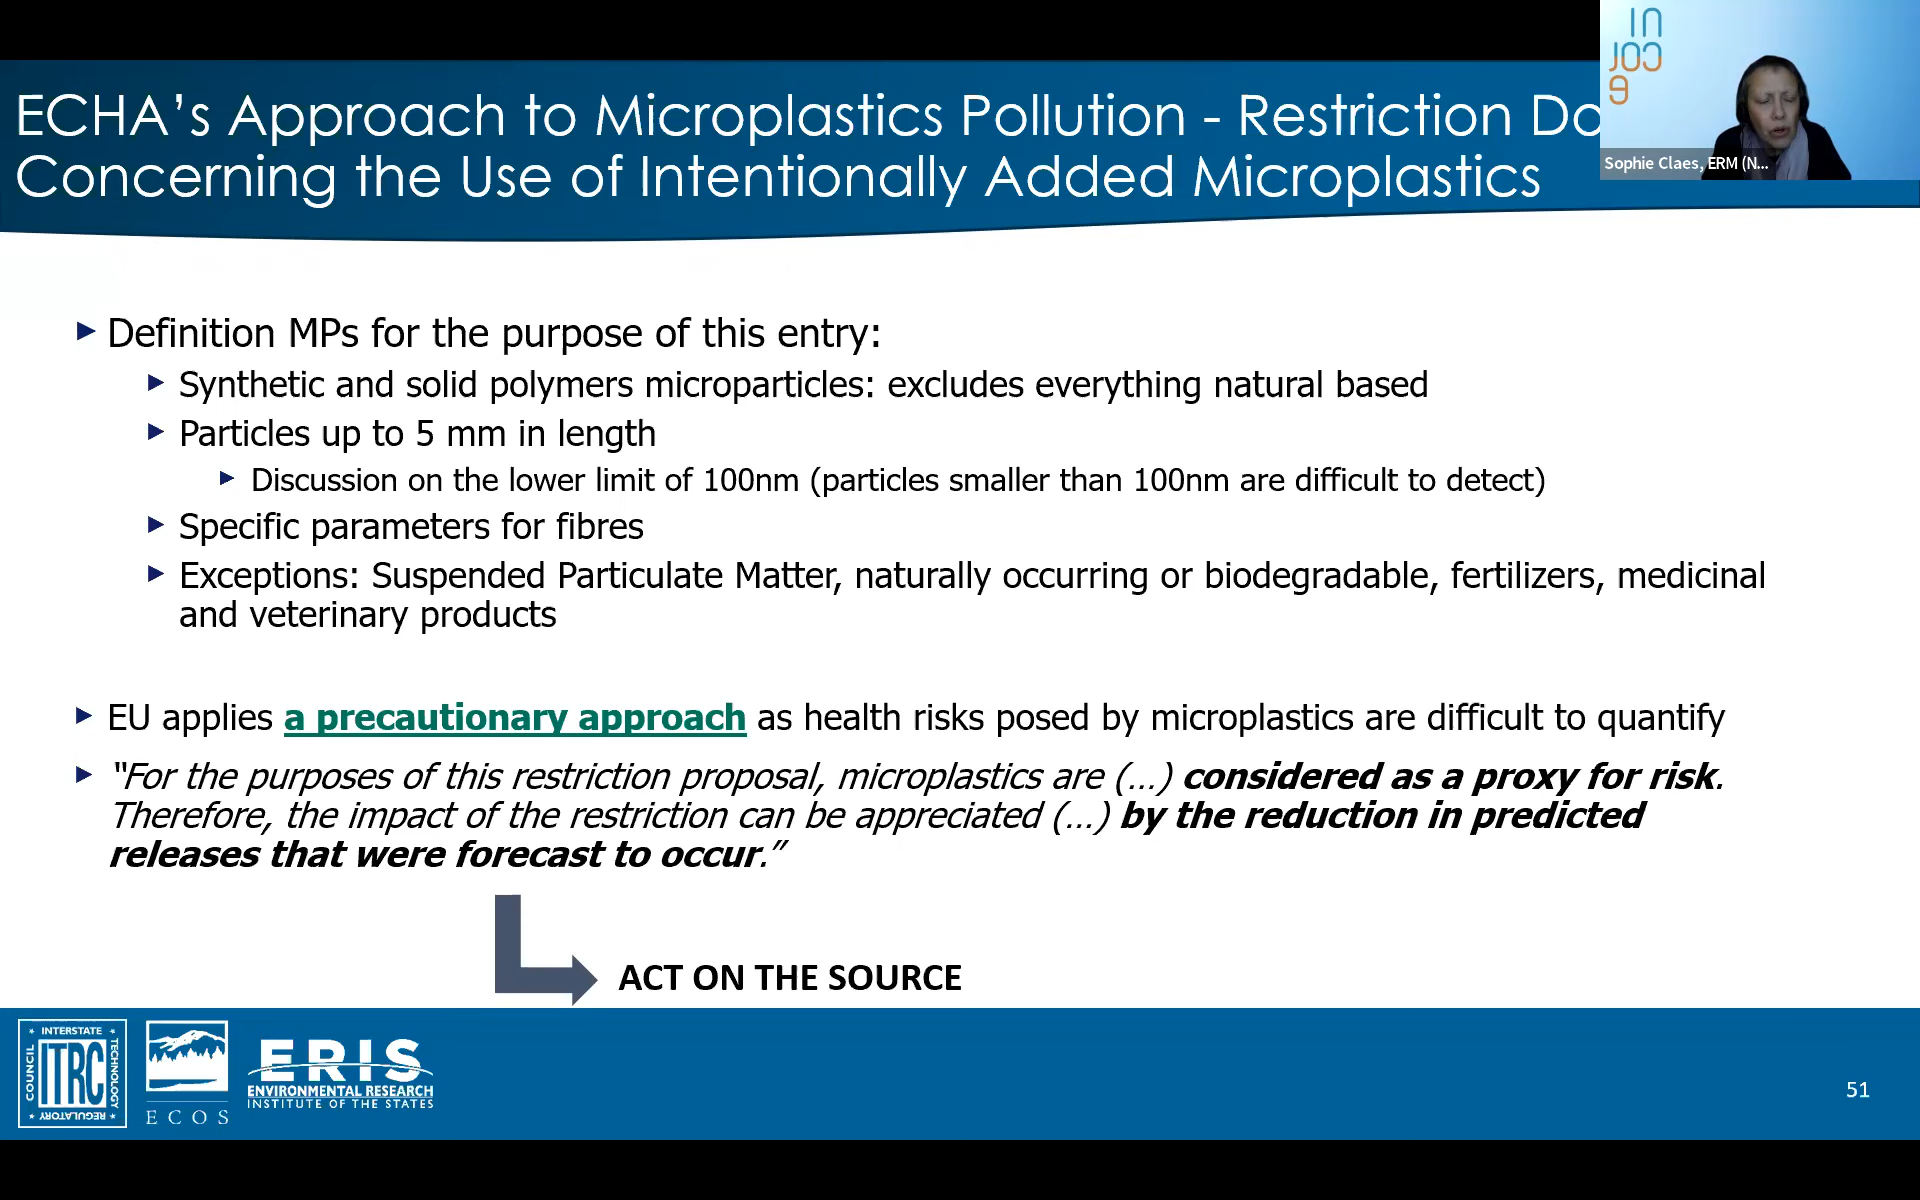 ECHA's Approach to Microplastics Pollution - Restriction
Concerning the Use of Intentionally Added Microplastics
Sophie Claes, ERM (N...
Definition MPs for the purpose of this entry:
Synthetic and solid polymers microparticles: excludes everything natural based
Particles up to 5 mm in length
Discussion on the lower limit of 100nm (particles smaller than 100nm are difficult to detect)
Specific parameters for fibres
Exceptions: Suspended Particulate Matter, naturally occurring or biodegradable, fertilizers, medicinal
and veterinary products
EU applies a precautionary approach as health risks posed by microplastics are difficult to quantify
“For the purposes of this restriction proposal, microplastics are (…) considered as a proxy for risk.
Therefore, the impact of the restriction can be appreciated (…) by the reduction in predicted
releases that were forecast to occur.”
ACT ON THE SOURCE
INTERSTATE
TECHNOLOGY
REGULATORY
COUNCIL
ITRC
ECOS
ERIS
ENVIRONMENTAL RESEARCH
INSTITUTE OF THE STATES
51